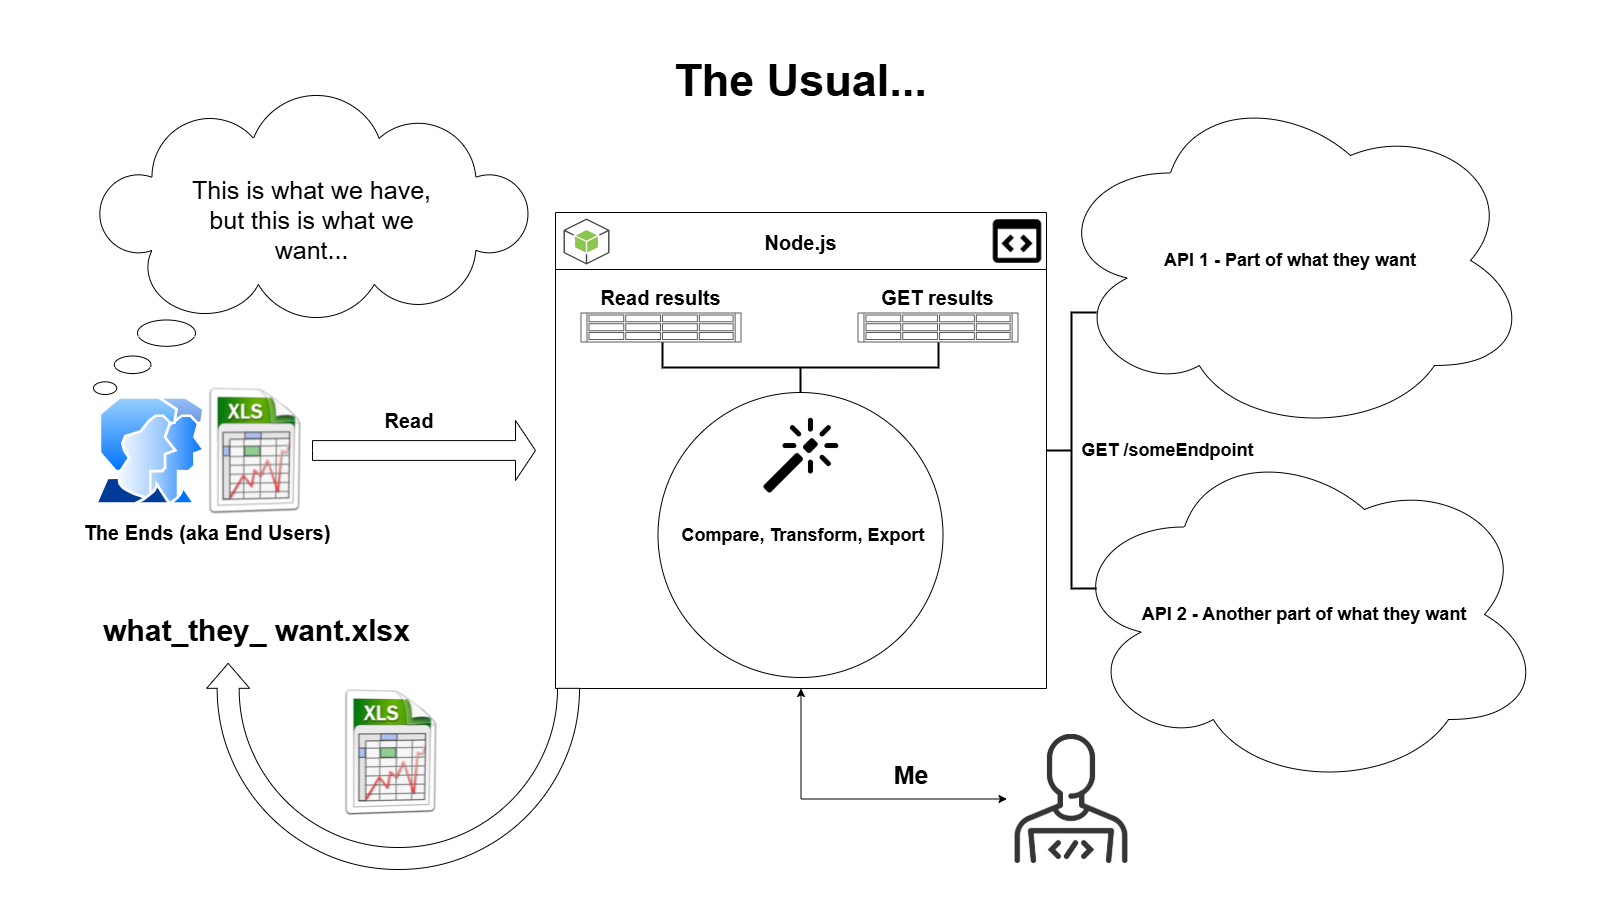 The Usual...
This is what we have,
but this is what we
want...
Node.js
API 1 - Part of what they want
Read results
GET results
XLS
Read
GET /someEndpoint
The Ends (aka End Users)
Compare, Transform, Export
API 2 - Another part of what they want
what_they_ want.xlsx
XLS
Me